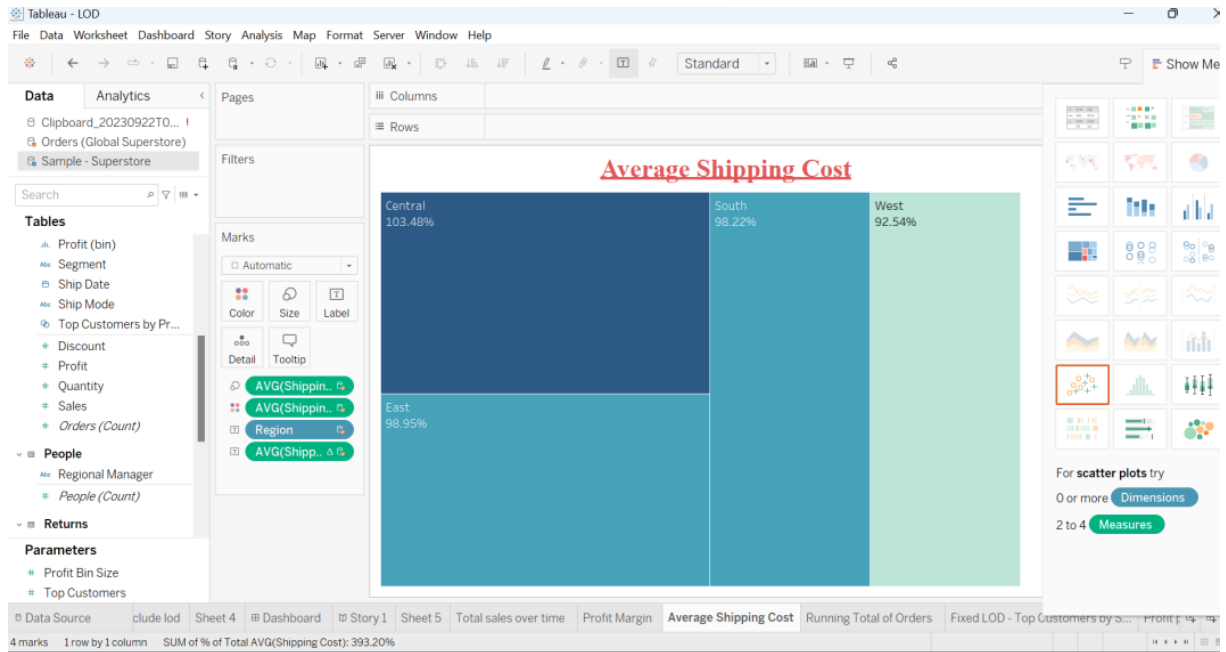 Tableau - LOD
File Data Worksheet Dashboard Story Analysis Map Format Server Window Help
Standard
Show Me
Data Analytics
Clipboard_20230922T0... !
Orders (Global Superstore)
Sample - Superstore
Search
Tables
Profit (bin)
Abc Segment
Ship Date
Abc Ship Mode
Top Customers by Pr...
# Discount
# Profit
# Quantity
# Sales
# Orders (Count)
People
Abc Regional Manager
# People (Count)
Returns
Parameters
# Profit Bin Size
# Top Customers
Pages
Filters
Marks
Automatic
Color Size Label
Detail Tooltip
AVG(Shippin..
AVG(Shippin..
Region
AVG(Shipp.. Δ
Columns
Rows
Average Shipping Cost
Central
103.48%
South
98.22%
West
92.54%
East
98.95%
For scatter plots try
0 or more Dimensions
2 to 4 Measures
Data Source clude lod Sheet 4 Dashboard Story 1 Sheet 5 Total sales over time Profit Margin Average Shipping Cost Running Total of Orders Fixed LOD - Top Customers by S...
4 marks 1 row by 1 column SUM of % of Total AVG(Shipping Cost): 393.20%